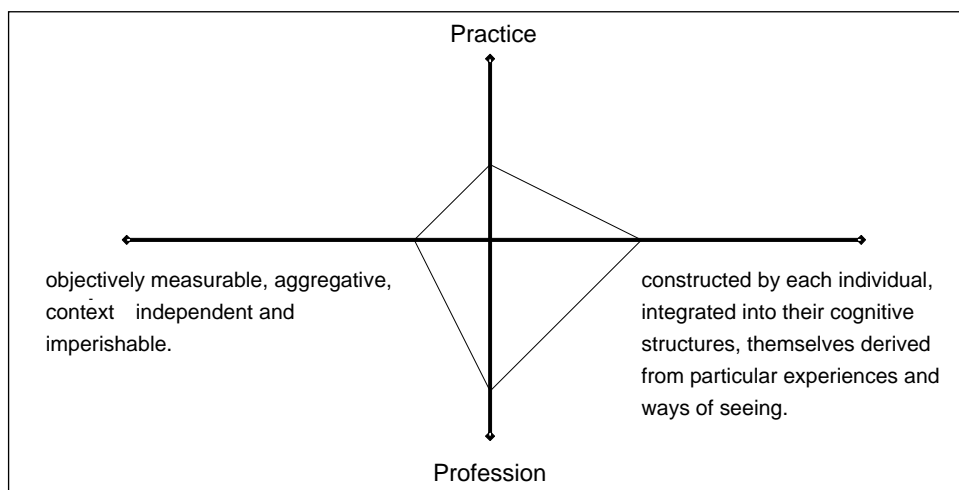 Practice
objectively measurable, aggregative,
context - independent and
imperishable.
constructed by each individual,
integrated into their cognitive
structures, themselves derived
from particular experiences and
ways of seeing.
Profession